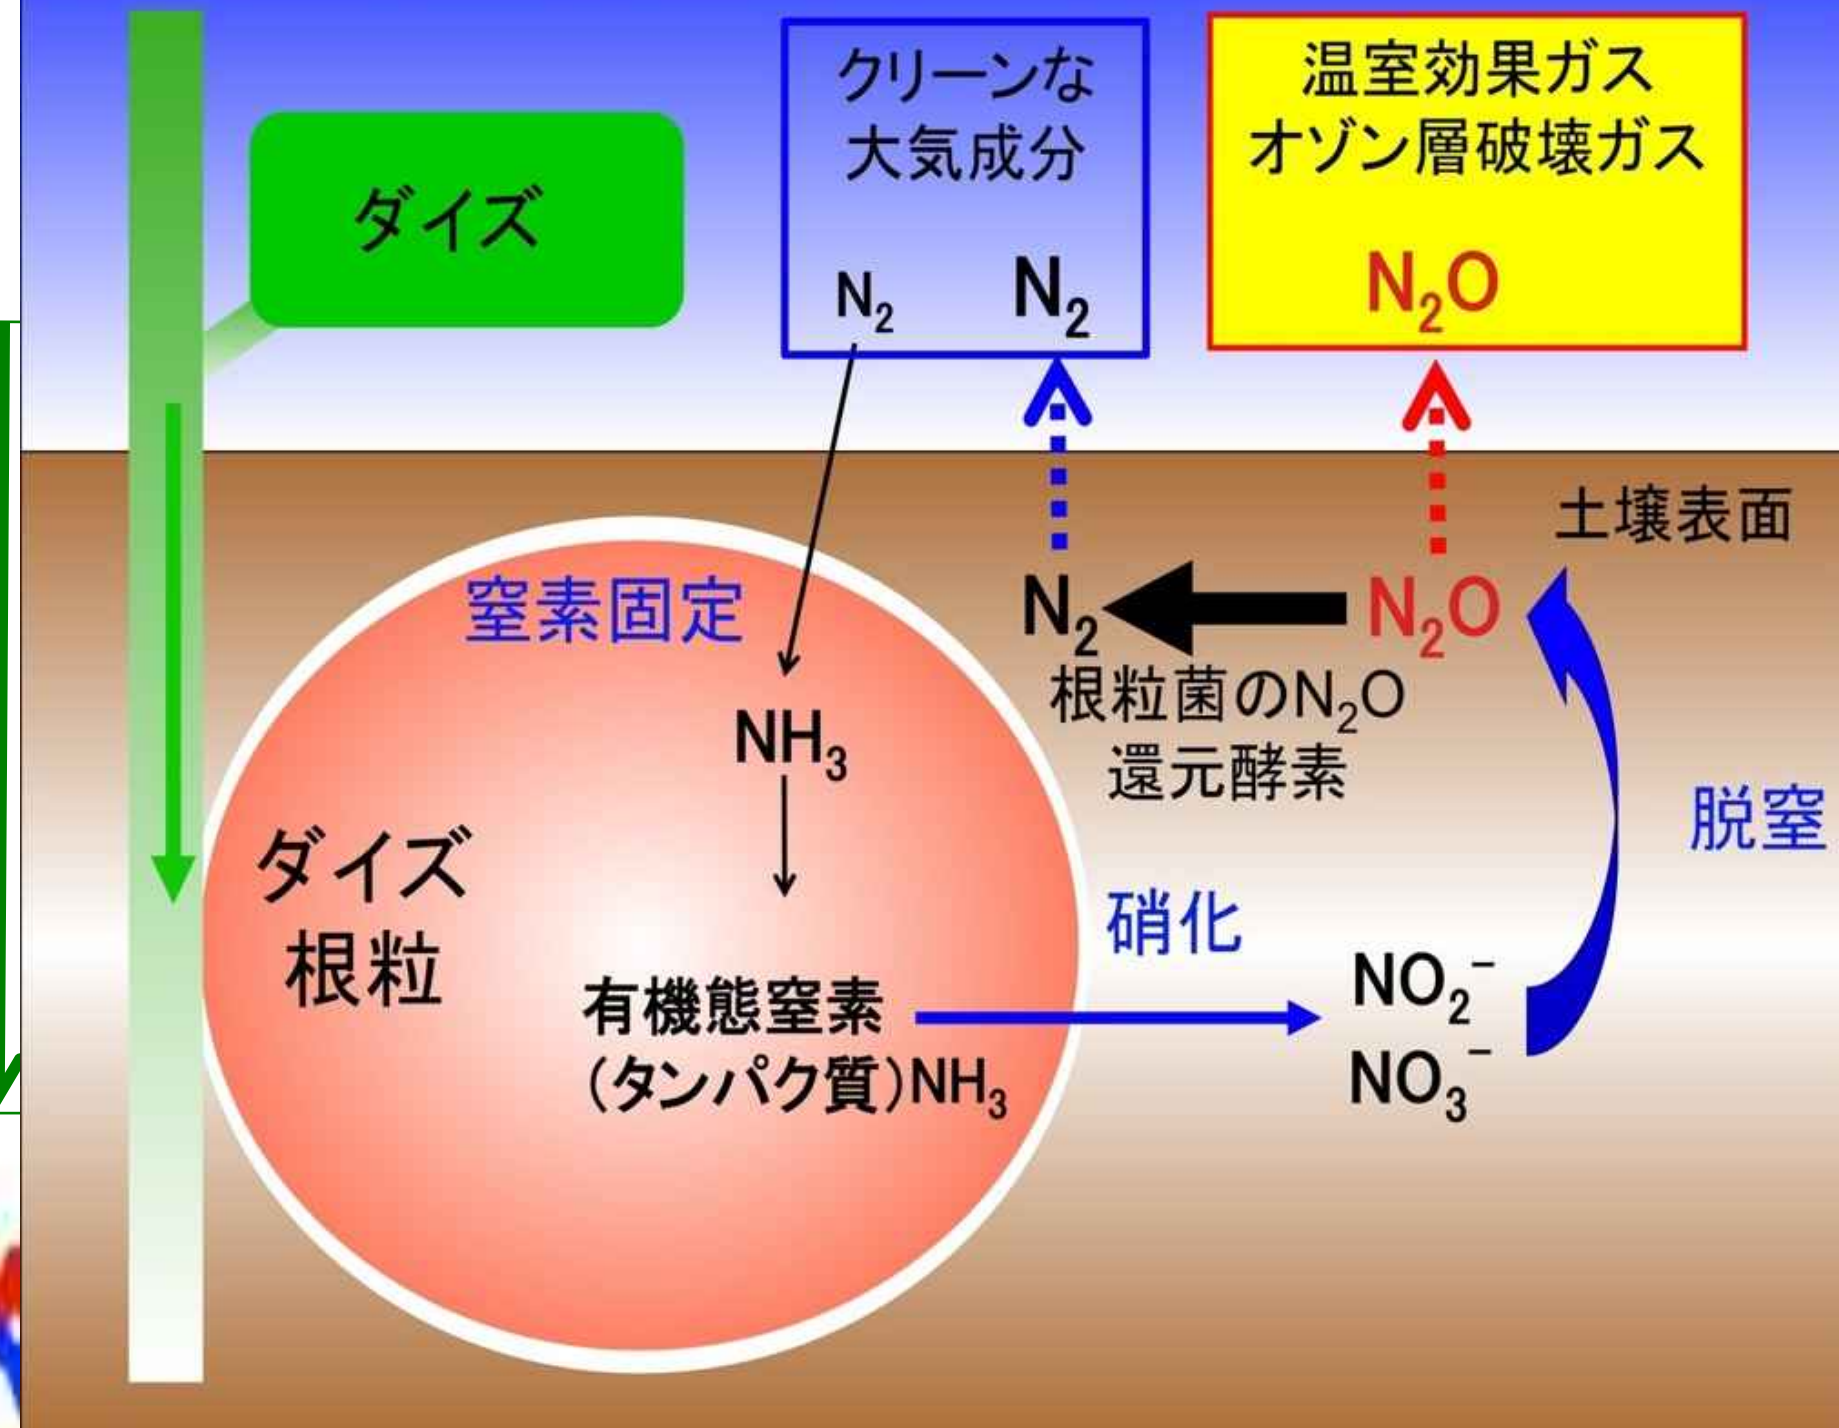 クリーンな
大気成分
N₂ N₂
温室効果ガス
オゾン層破壊ガス
N₂O
ダイズ
土壌表面
窒素固定
N₂
N₂O
根粒菌のN₂O
還元酵素
NH₃
脱窒
ダイズ
根粒
硝化
有機態窒素
(タンパク質)NH₃
NO₂⁻
NO₃⁻